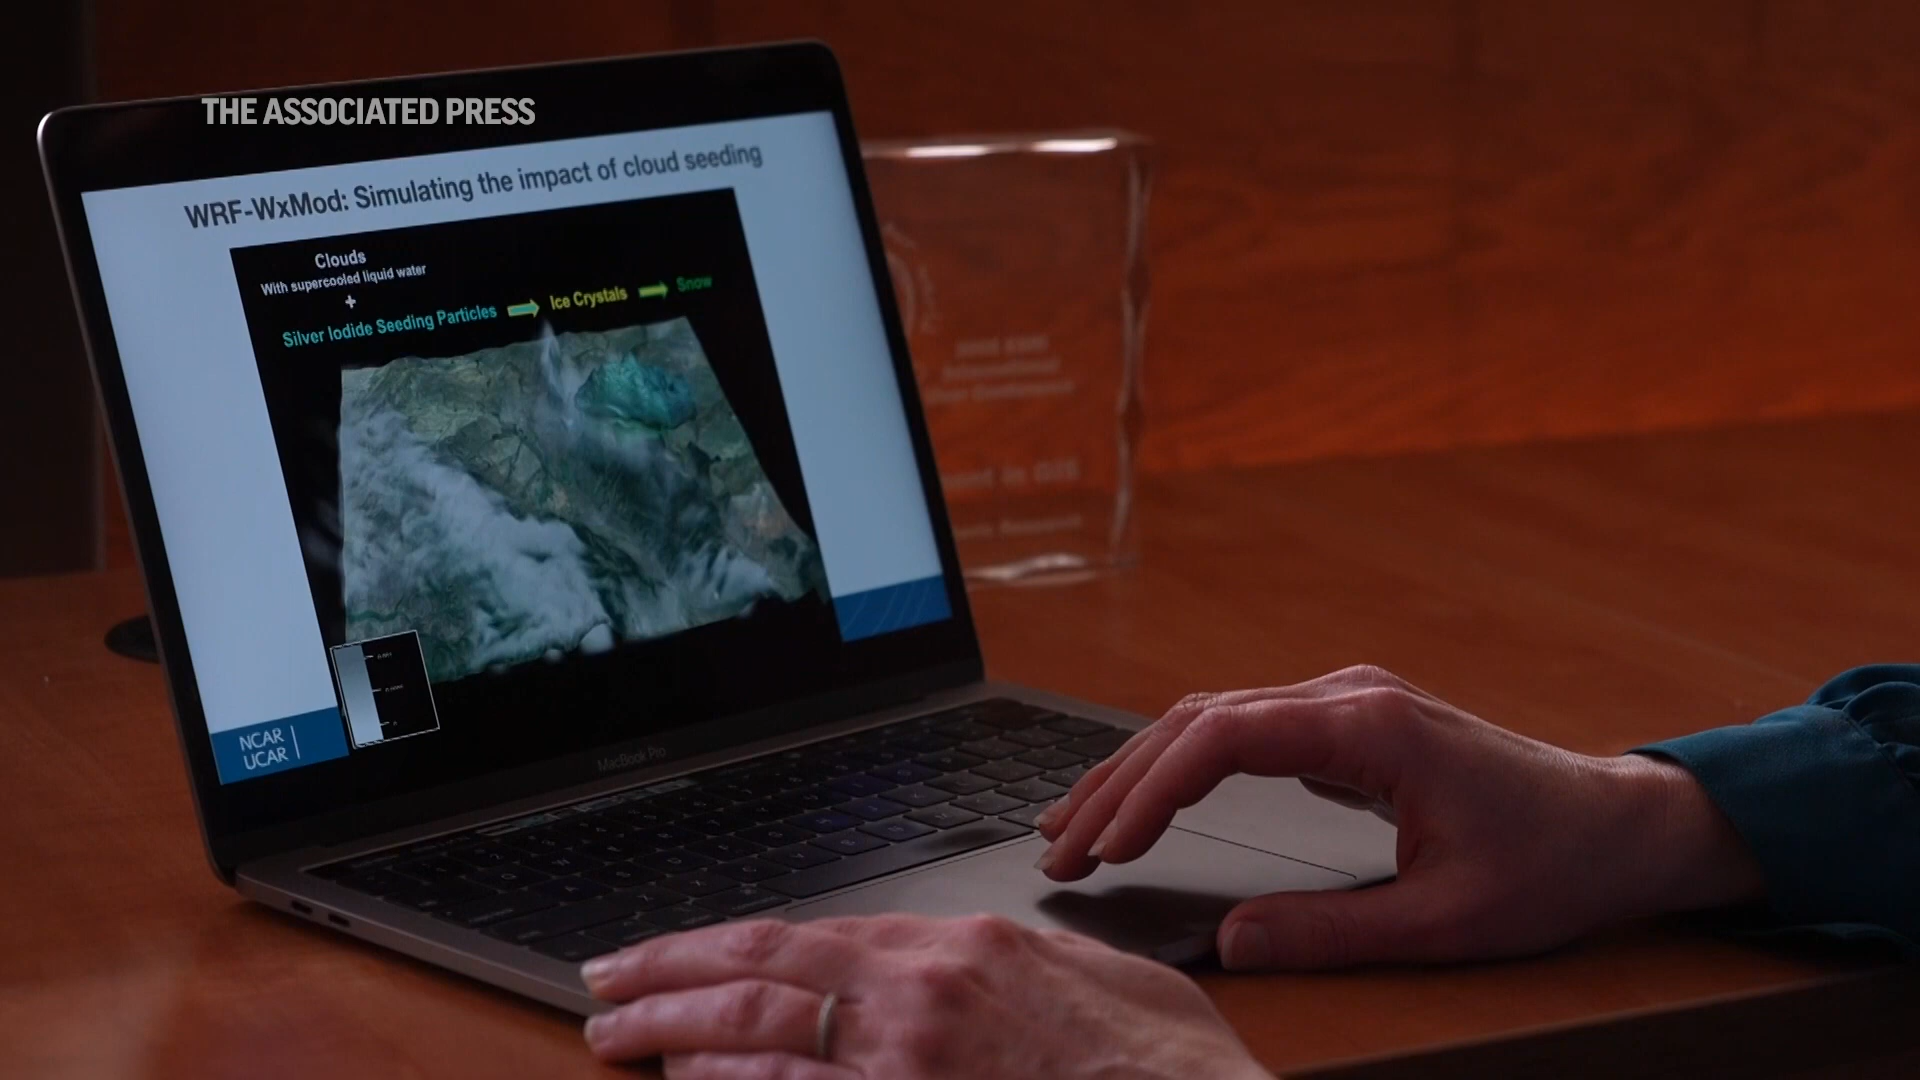 THE ASSOCIATED PRESS
WRF-WxMod: Simulating the impact of cloud seeding
Clouds
With supercooled liquid water
+
Silver Iodide Seeding Particles
Ice Crystals
Snow
NCAR
UCAR
MacBook Pro